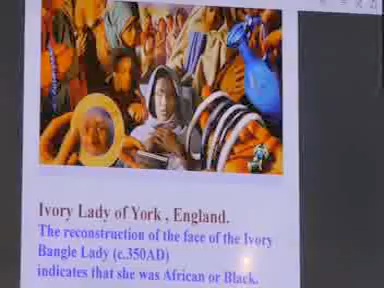 Ivory Lady of York , England.
The reconstruction of the face of the Ivory
Bangle Lady (c.350AD)
indicates that she was African or Black.